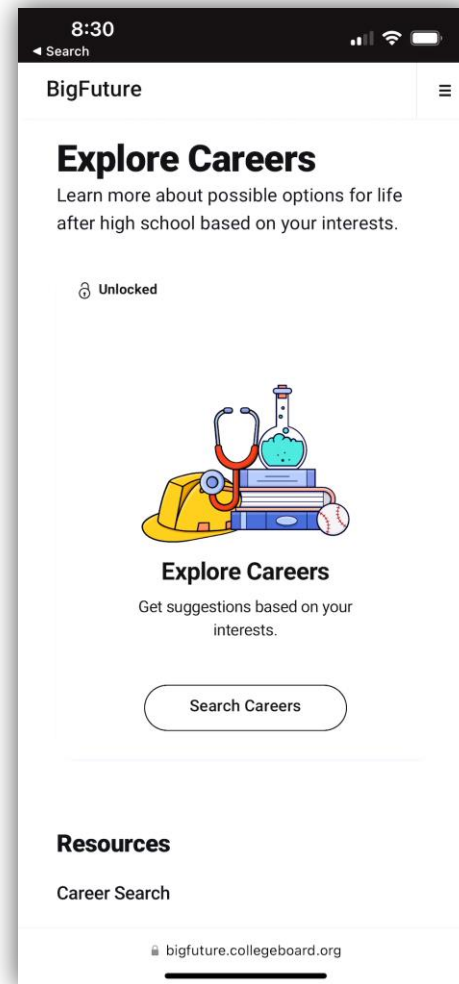 8:30
◀ Search
BigFuture
Explore Careers
Learn more about possible options for life
after high school based on your interests.
Unlocked
Explore Careers
Get suggestions based on your
interests.
Search Careers
Resources
Career Search
bigfuture.collegeboard.org